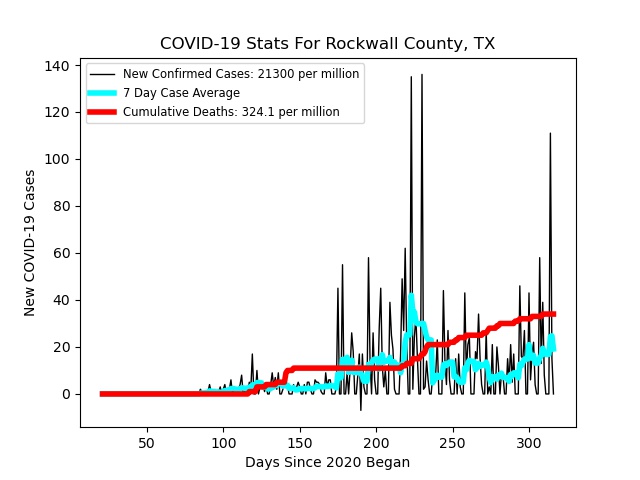 COVID-19 Stats For Rockwall County, TX
New Confirmed Cases: 21300 per million
7 Day Case Average
Cumulative Deaths: 324.1 per million
140
120
100
80
60
40
20
0
New COVID-19 Cases
50 100 150 200 250 300
Days Since 2020 Began